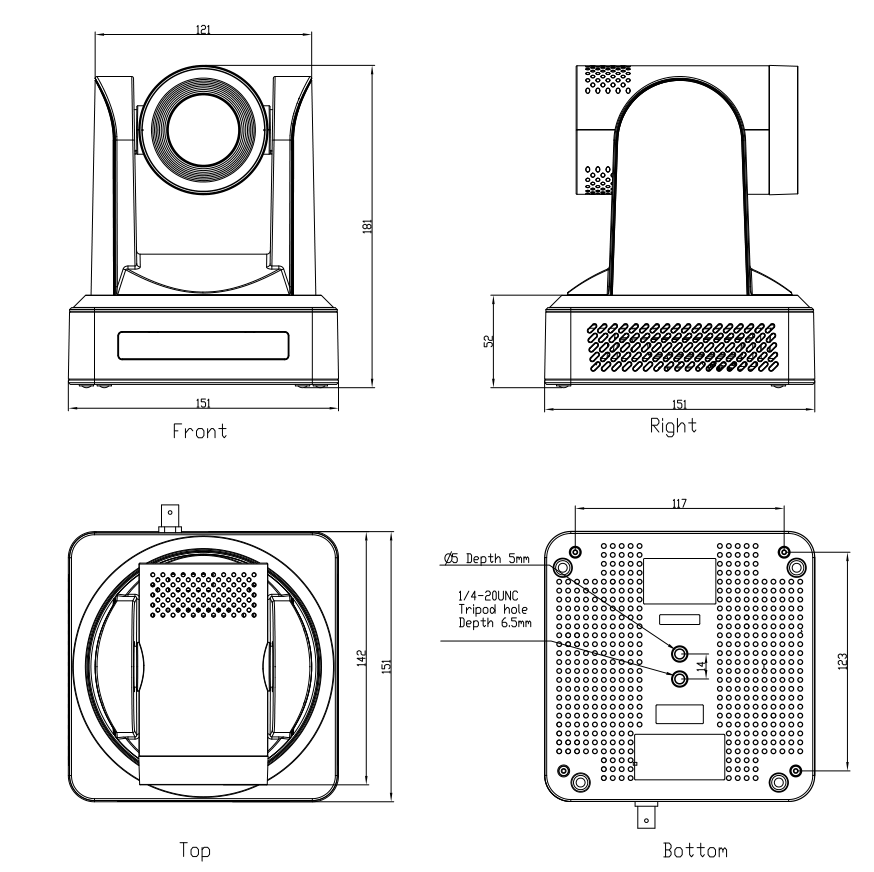 121
181
151
Front
52
151
Right
142
151
Top
117
Ø5 Depth 5mm
1/4-20UNC
Tripod hole
Depth 6.5mm
14
123
Bottom